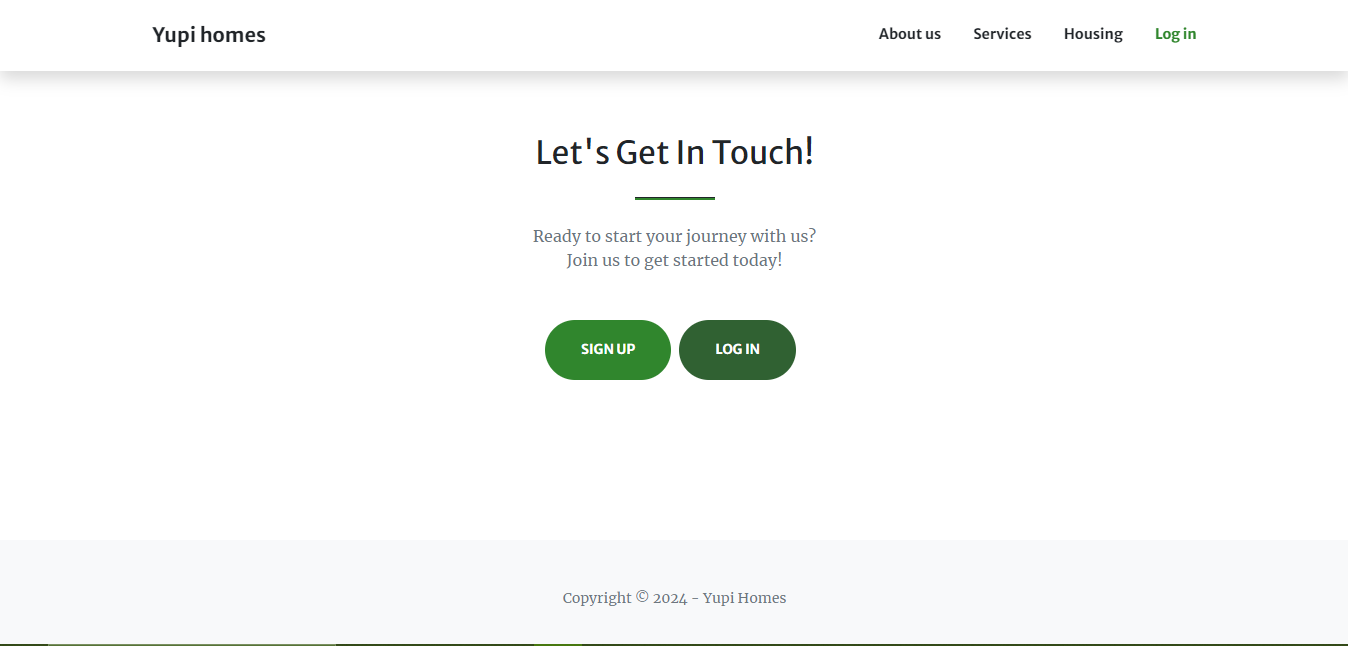 Yupi homes
About us Services Housing Log in
Let's Get In Touch!
Ready to start your journey with us?
Join us to get started today!
SIGN UP LOG IN
Copyright © 2024 - Yupi Homes